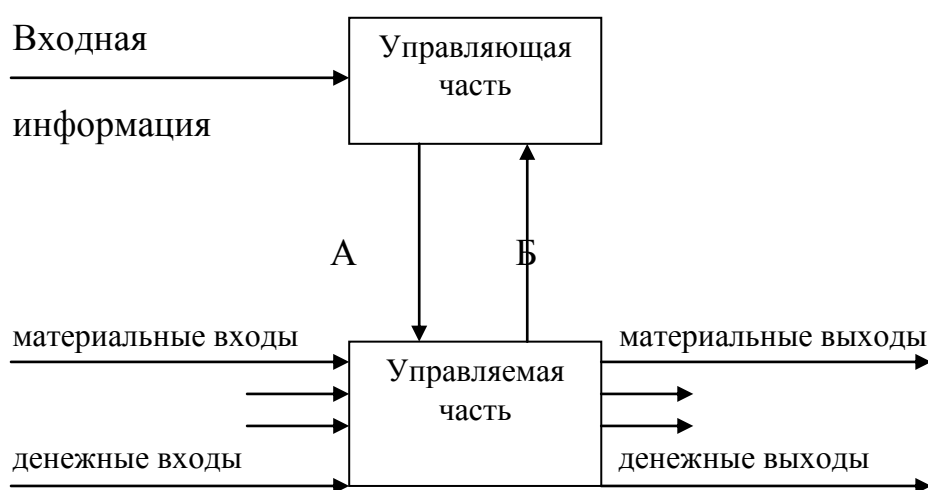 Входная
Управляющая
часть
информация
А
Б
материальные входы
материальные выходы
Управляемая
часть
денежные входы
денежные выходы